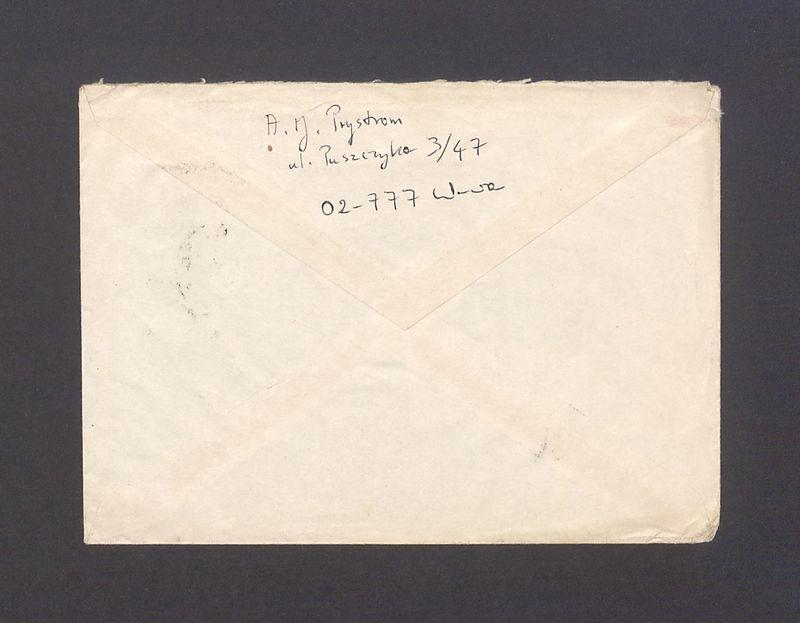 A. M. Prystrom
ul. Puszczyka 3/47
02-777 W-wa